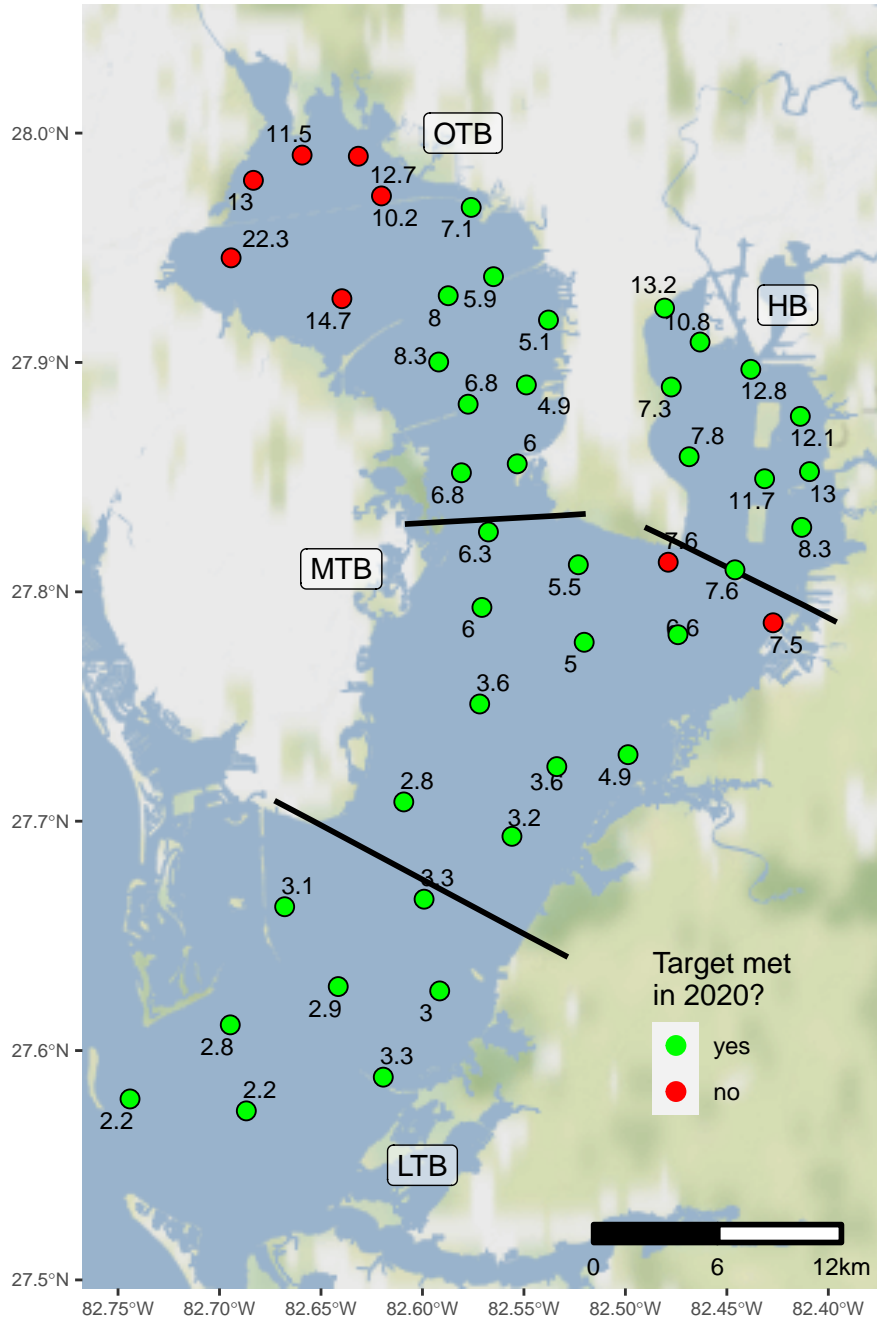 28.0°N
27.9°N
27.8°N
27.7°N
27.6°N
27.5°N
OTB
11.5
12.7
13
10.2
7.1
22.3
5.9
8
14.7
5.1
13.2
HB
10.8
8.3
12.8
6.8
4.9
7.3
12.1
6
7.8
6.8
11.7
13
8.3
6.3
7.6
MTB
5.5
7.6
6
6.6
7.5
5
3.6
3.6
4.9
2.8
3.2
3.3
3.1
2.9
3
2.8
3.3
2.2
2.2
LTB
Target met
in 2020?
yes
no
0 6 12km
82.75°W 82.70°W 82.65°W 82.60°W 82.55°W 82.50°W 82.45°W 82.40°W